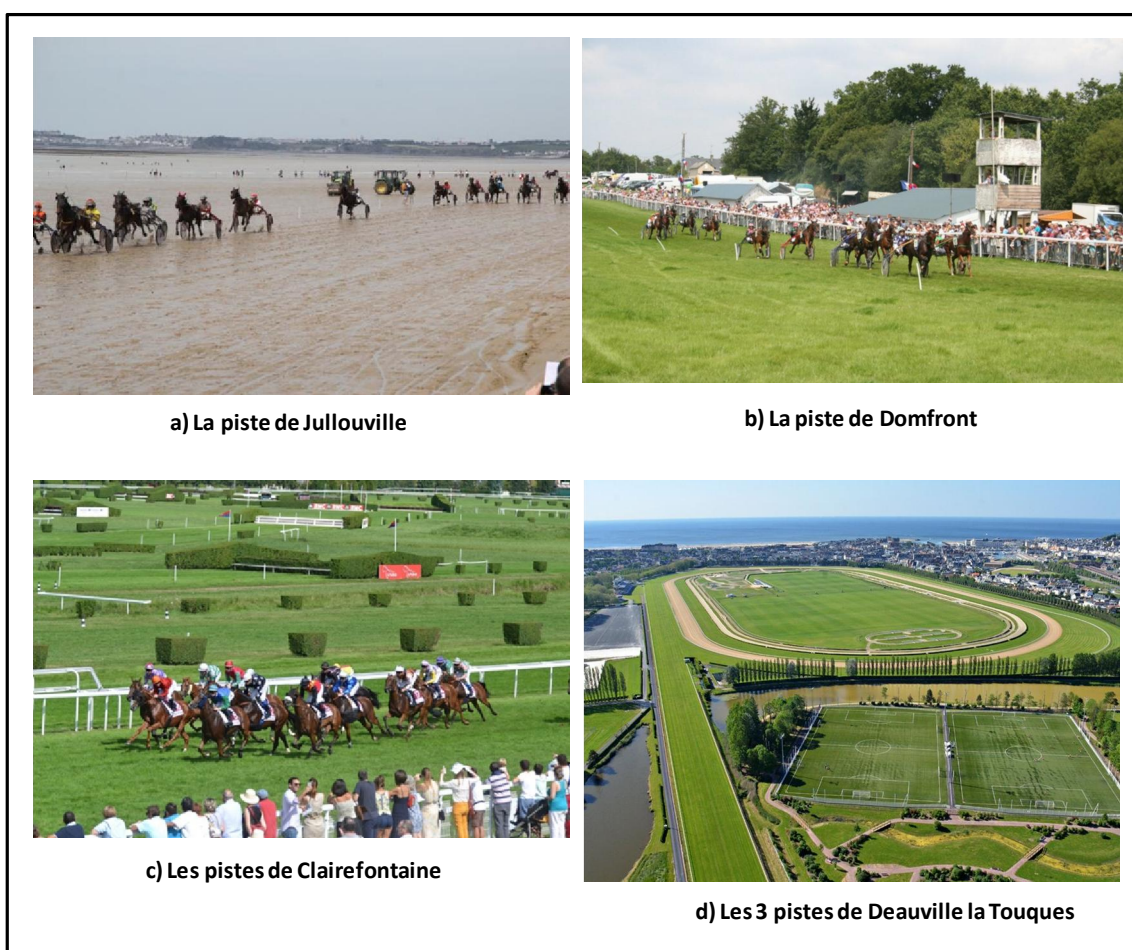 a) La piste de Jullouville
b) La piste de Domfront
c) Les pistes de Clairefontaine
d) Les 3 pistes de Deauville la Touques